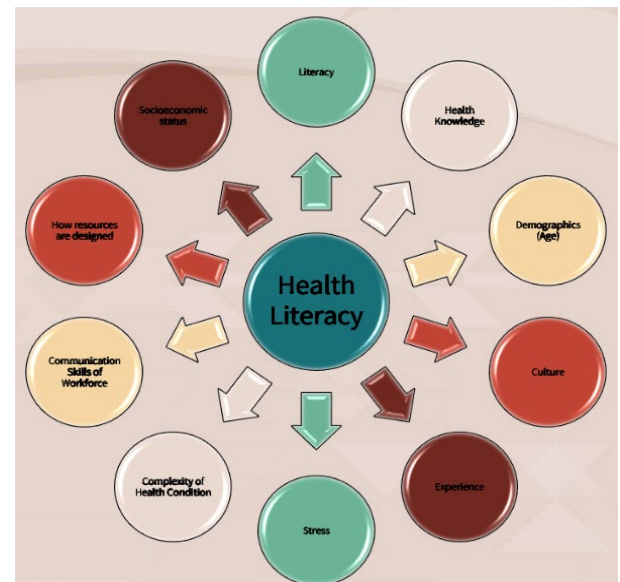 Literacy
Health
Knowledge
Demographics
(Age)
Culture
Experience
Stress
Complexity of
Health Condition
Communication
Skills of
Workforce
How resources
are designed
Socioeconomic
status
Health
Literacy